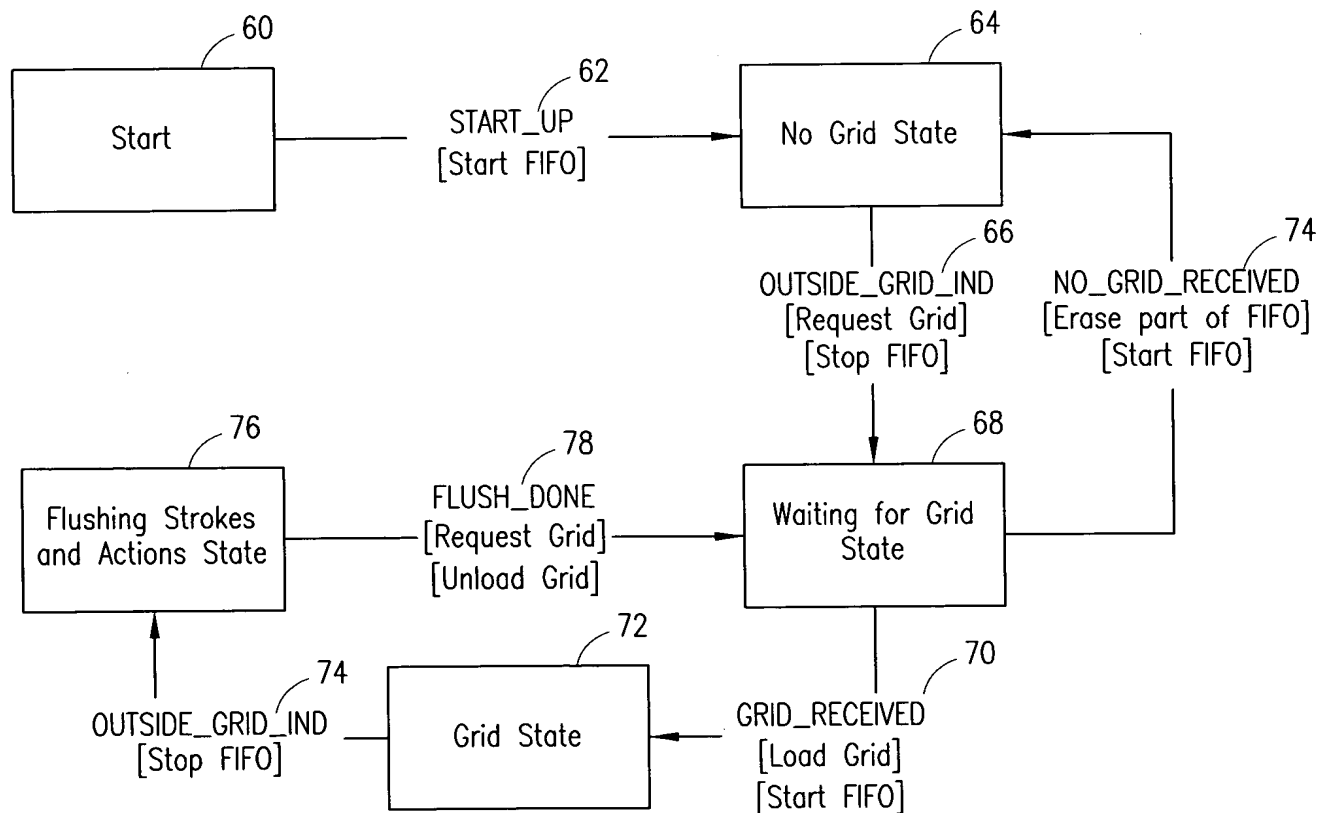 60
Start
62
START_UP
[Start FIFO]
64
No Grid State
66
OUTSIDE_GRID_IND
[Request Grid]
[Stop FIFO]
74
NO_GRID_RECEIVED
[Erase part of FIFO]
[Start FIFO]
76
Flushing Strokes
and Actions State
78
FLUSH_DONE
[Request Grid]
[Unload Grid]
68
Waiting for Grid
State
74
OUTSIDE_GRID_IND
[Stop FIFO]
72
Grid State
70
GRID_RECEIVED
[Load Grid]
[Start FIFO]